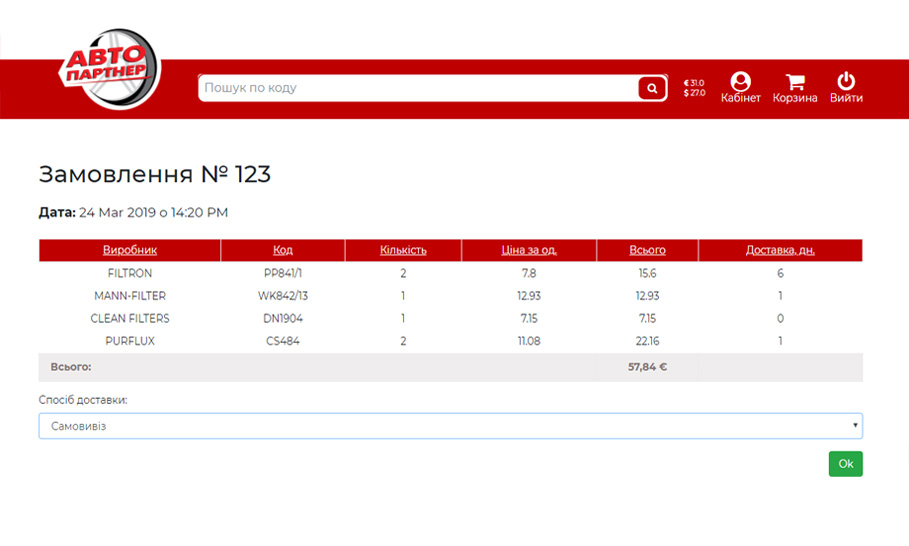 АВТО
ПАРТНЕР
Пошук по коду
€ 31.0
$ 27.0
Кабінет Корзина Вийти
Замовлення № 123
Дата: 24 Mar 2019 о 14:20 PM
Виробник Код Кількість Ціна за од. Всього Доставка, дн.
FILTRON PP841/1 2 7.8 15.6 6
MANN-FILTER WK842/13 1 12.93 12.93 1
CLEAN FILTERS DN1904 1 7.15 7.15 0
PURFLUX CS484 2 11.08 22.16 1
Всього: 57,84 €
Спосіб доставки:
Самовивіз
Ok